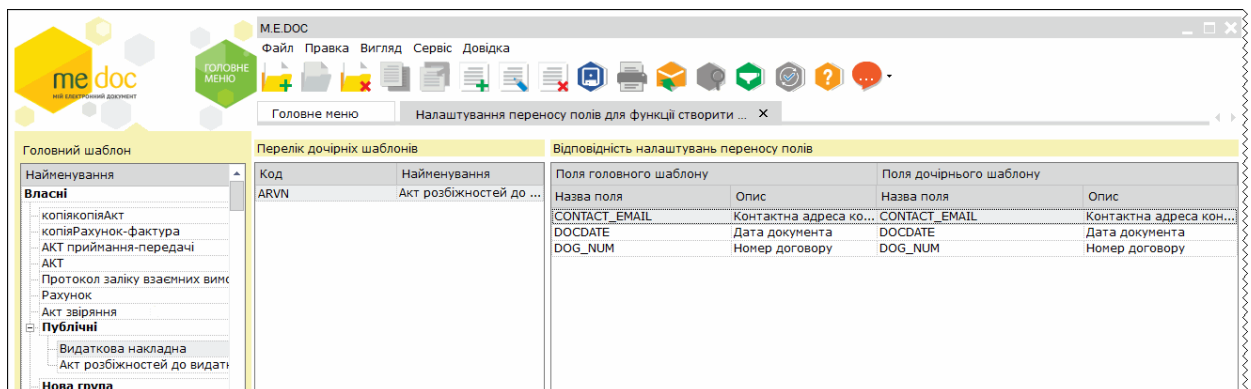 M.E.DOC
Файл Правка Вигляд Сервіс Довідка
me doc
МІЙ ЕЛЕКТРОННИЙ ДОКУМЕНТ
ГОЛОВНЕ
МЕНЮ
Головне меню
Налаштування переносу полів для функції створити ... X
Головний шаблон
Перелік дочірніх шаблонів
Відповідність налаштувань переносу полів
Найменування
Власні
копіякопіяАкт
копіяРахунок-фактура
АКТ приймання-передачі
АКТ
Протокол заліку взаємних вимо
Рахунок
Акт звіряння
Публічні
Видаткова накладна
Акт розбіжностей до видатн
Нова група
Код Найменування
ARVN Акт розбіжностей до ...
Поля головного шаблону Поля дочірнього шаблону
Назва поля Опис Назва поля Опис
CONTACT_EMAIL Контактна адреса ко... CONTACT_EMAIL Контактна адреса кон...
DOCDATE Дата документа DOCDATE Дата документа
DOG_NUM Номер договору DOG_NUM Номер договору